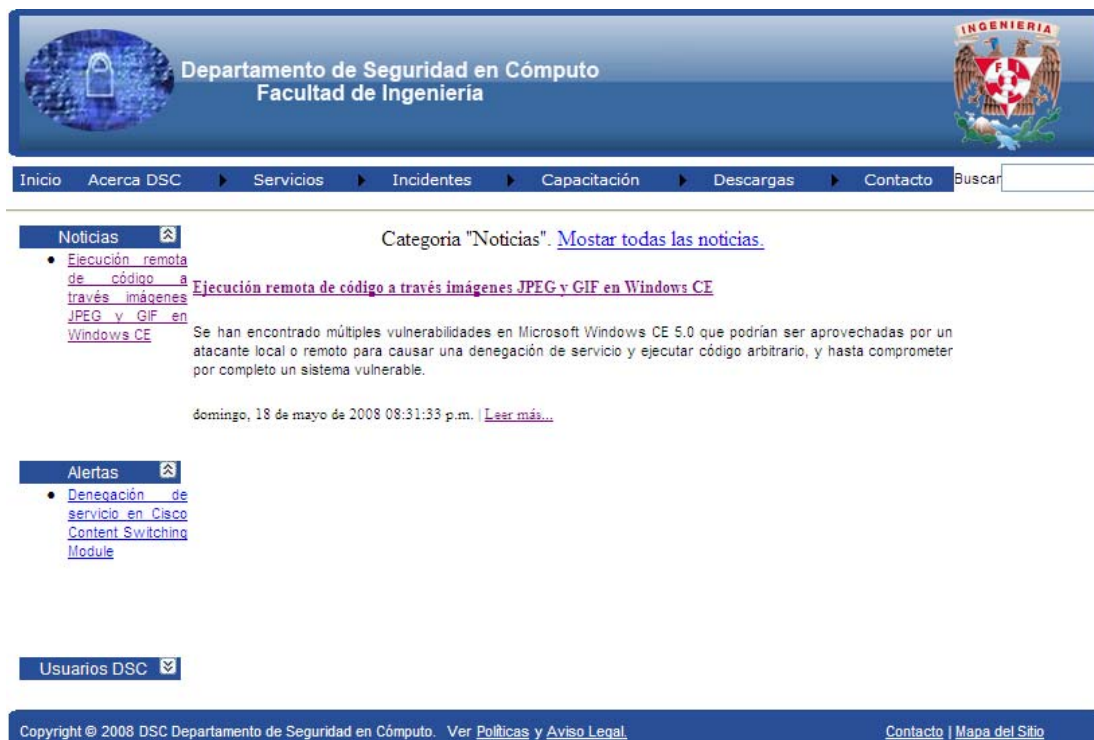 INGENIERIA
FI
Departamento de Seguridad en Cómputo
Facultad de Ingeniería
Inicio Acerca DSC Servicios Incidentes Capacitación Descargas Contacto Buscar
Noticias
Ejecución remota
de código a
través imágenes
JPEG y GIF en
Windows CE
Categoria "Noticias". Mostar todas las noticias.
Ejecución remota de código a través imágenes JPEG y GIF en Windows CE
Se han encontrado múltiples vulnerabilidades en Microsoft Windows CE 5.0 que podrían ser aprovechadas por un
atacante local o remoto para causar una denegación de servicio y ejecutar código arbitrario, y hasta comprometer
por completo un sistema vulnerable.
domingo, 18 de mayo de 2008 08:31:33 p.m. | Leer más...
Alertas
Denegación de
servicio en Cisco
Content Switching
Module
Usuarios DSC
Copyright © 2008 DSC Departamento de Seguridad en Cómputo. Ver Políticas y Aviso Legal.
Contacto | Mapa del Sitio